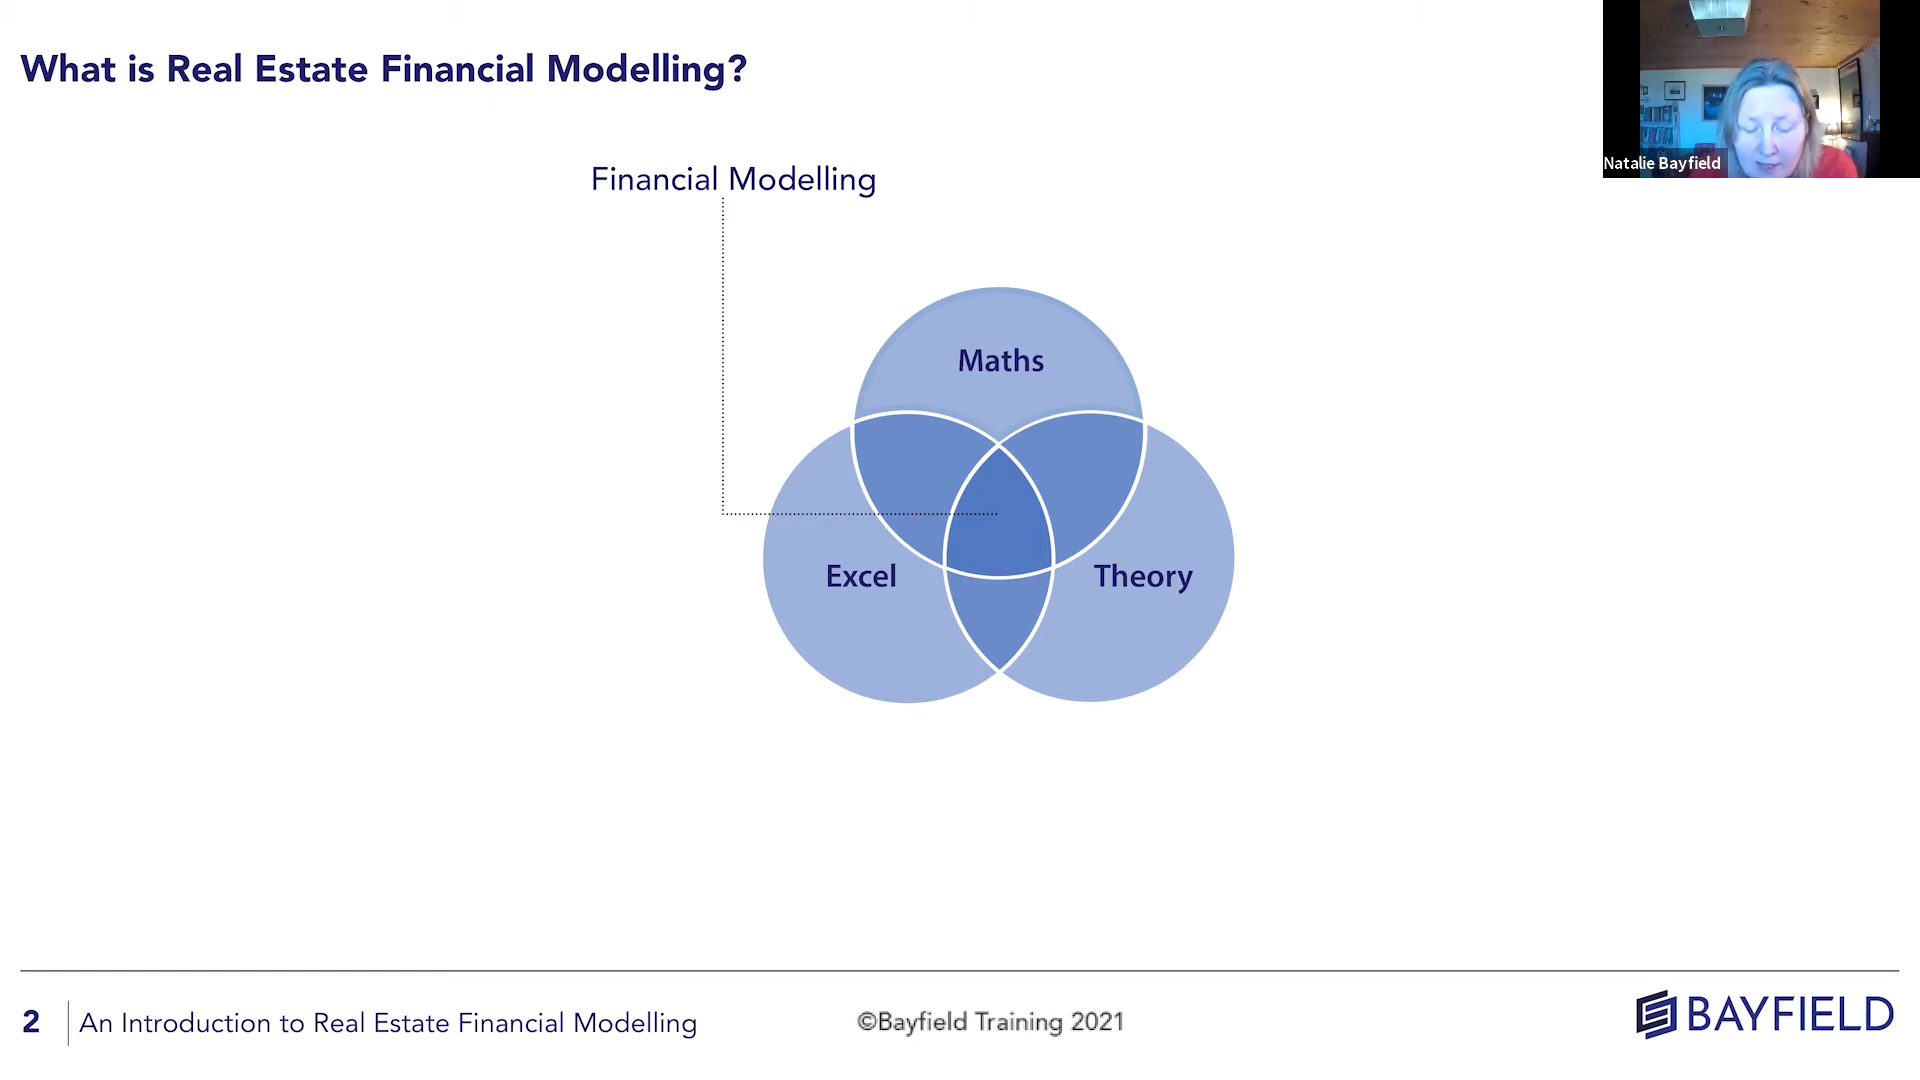 What is Real Estate Financial Modelling?
Natalie Bayfield
Financial Modelling
Maths
Excel
Theory
2
An Introduction to Real Estate Financial Modelling
©Bayfield Training 2021
BAYFIELD